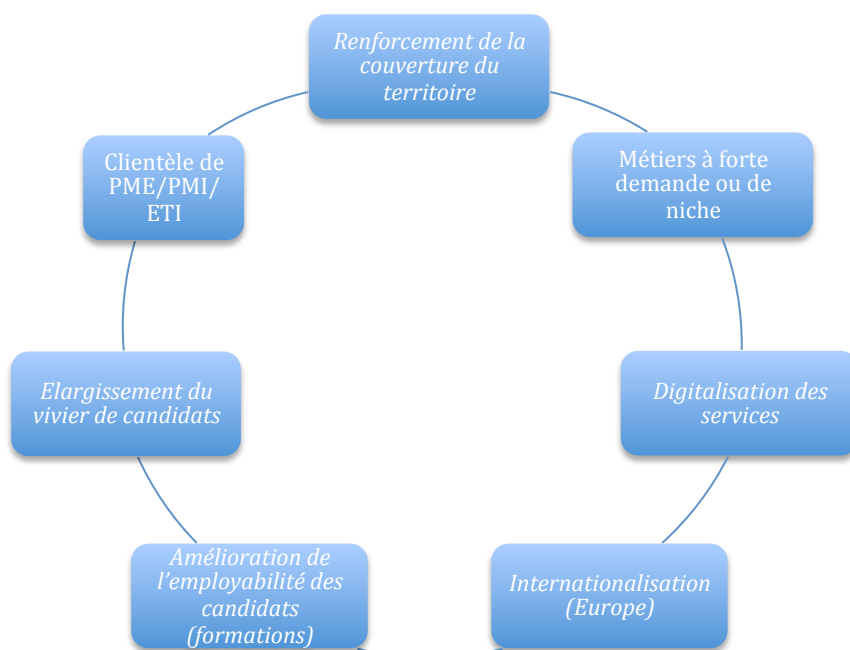 Renforcement de la
couverture du
territoire
Métiers à forte
demande ou de
niche
Digitalisation des
services
Internationalisation
(Europe)
Amélioration de
l'employabilité des
candidats
(formations)
Elargissement du
vivier de candidats
Clientèle de
PME/PMI/
ETI